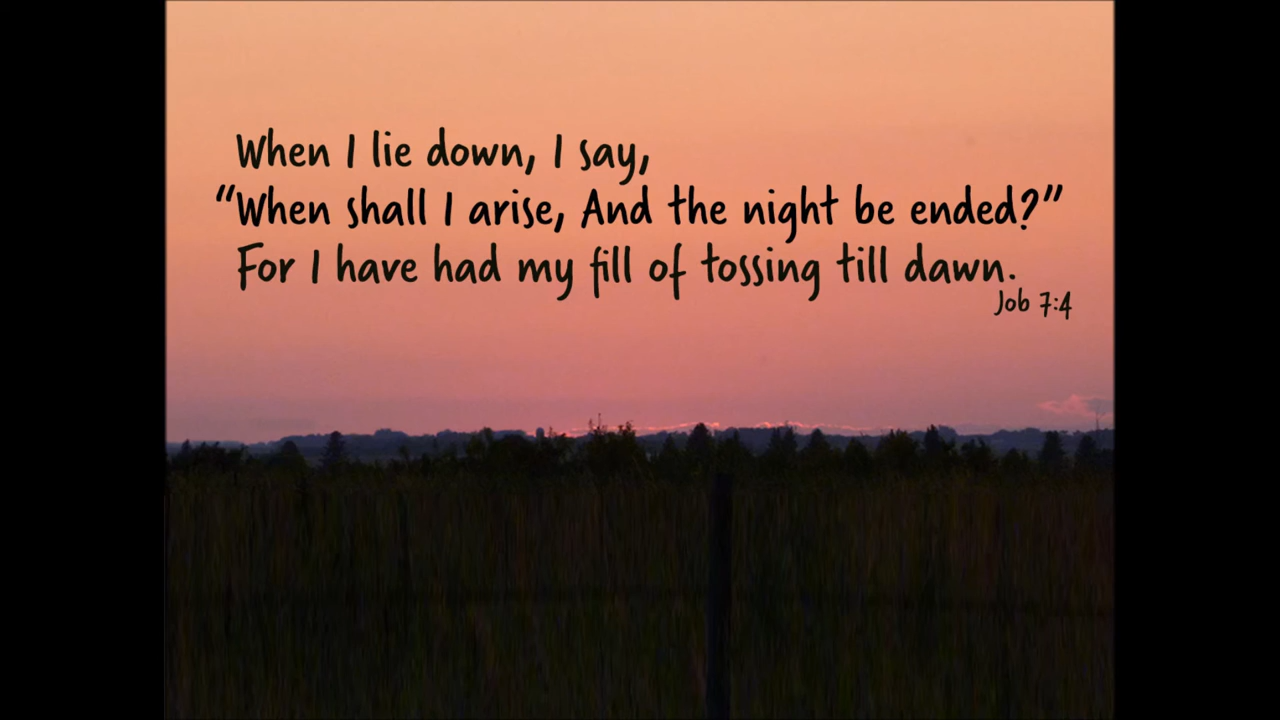 When I lie down, I say,
“When shall I arise, And the night be ended?”
For I have had my fill of tossing till dawn.
Job 7:4